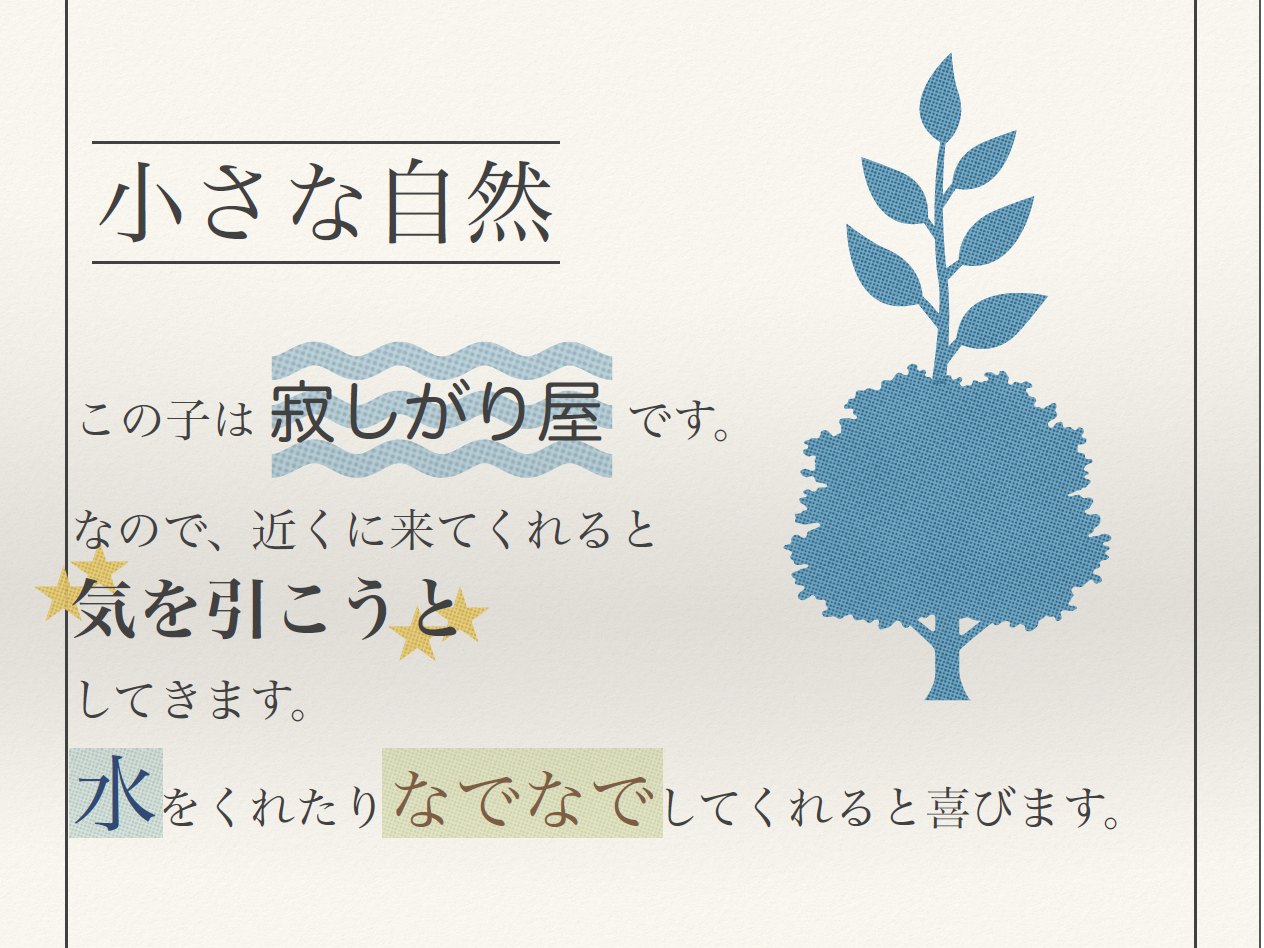 小さな自然
この子は寂しがり屋です。
なので、近くに来てくれると
気を引こうと
してきます。
水をくれたりなでなでしてくれると喜びます。